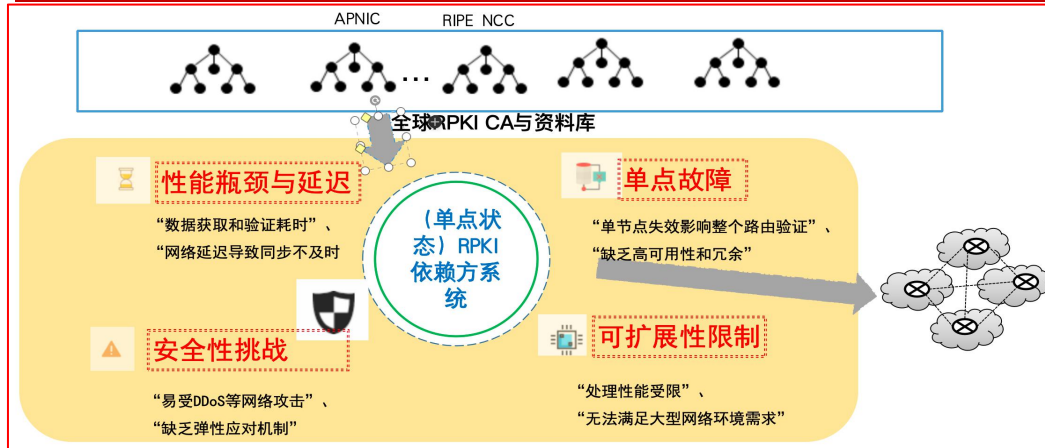 APNIC RIPE NCC
...
全球RPKI CA与资料库
性能瓶颈与延迟
“数据获取和验证耗时”、
“网络延迟导致同步不及时
单点故障
“单节点失效影响整个路由验证”、
“缺乏高可用性和冗余”
（单点状
态）RPKI
依赖方系
统
安全性挑战
“易受DDoS等网络攻击”、
“缺乏弹性应对机制”
可扩展性限制
“处理性能受限”、
“无法满足大型网络环境需求”